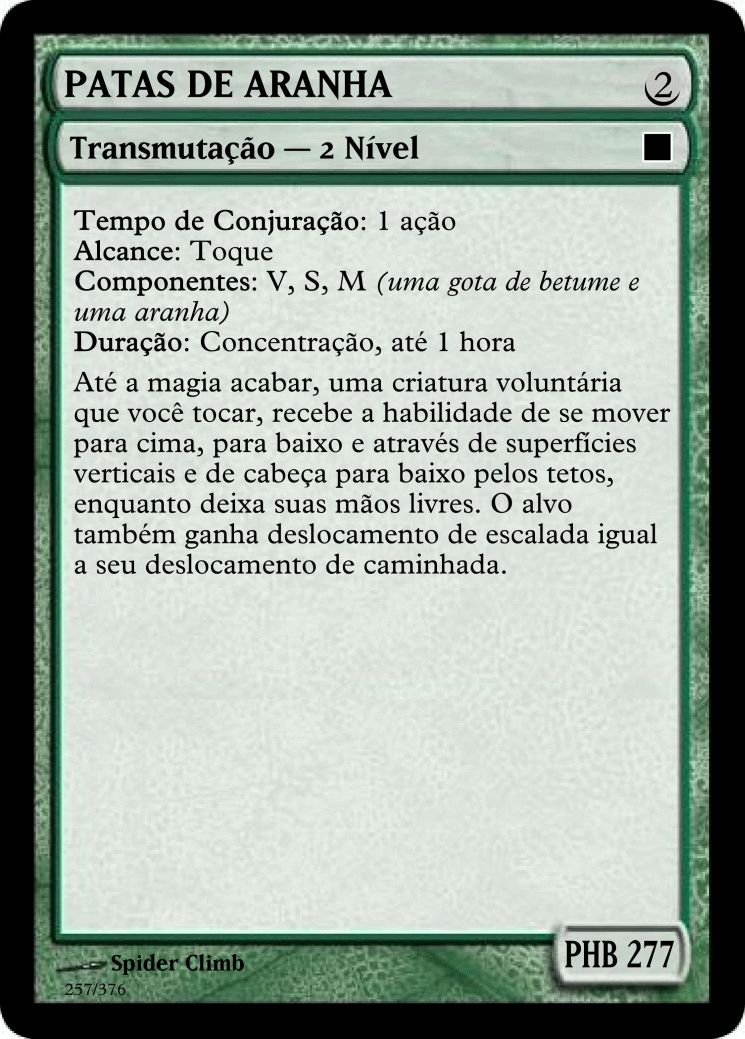 PATAS DE ARANHA 2
Transmutação — 2 Nível
Tempo de Conjuração: 1 ação
Alcance: Toque
Componentes: V, S, M (uma gota de betume e
uma aranha)
Duração: Concentração, até 1 hora
Até a magia acabar, uma criatura voluntária
que você tocar, recebe a habilidade de se mover
para cima, para baixo e através de superfícies
verticais e de cabeça para baixo pelos tetos,
enquanto deixa suas mãos livres. O alvo
também ganha deslocamento de escalada igual
a seu deslocamento de caminhada.
PHB 277
Spider Climb
257/376